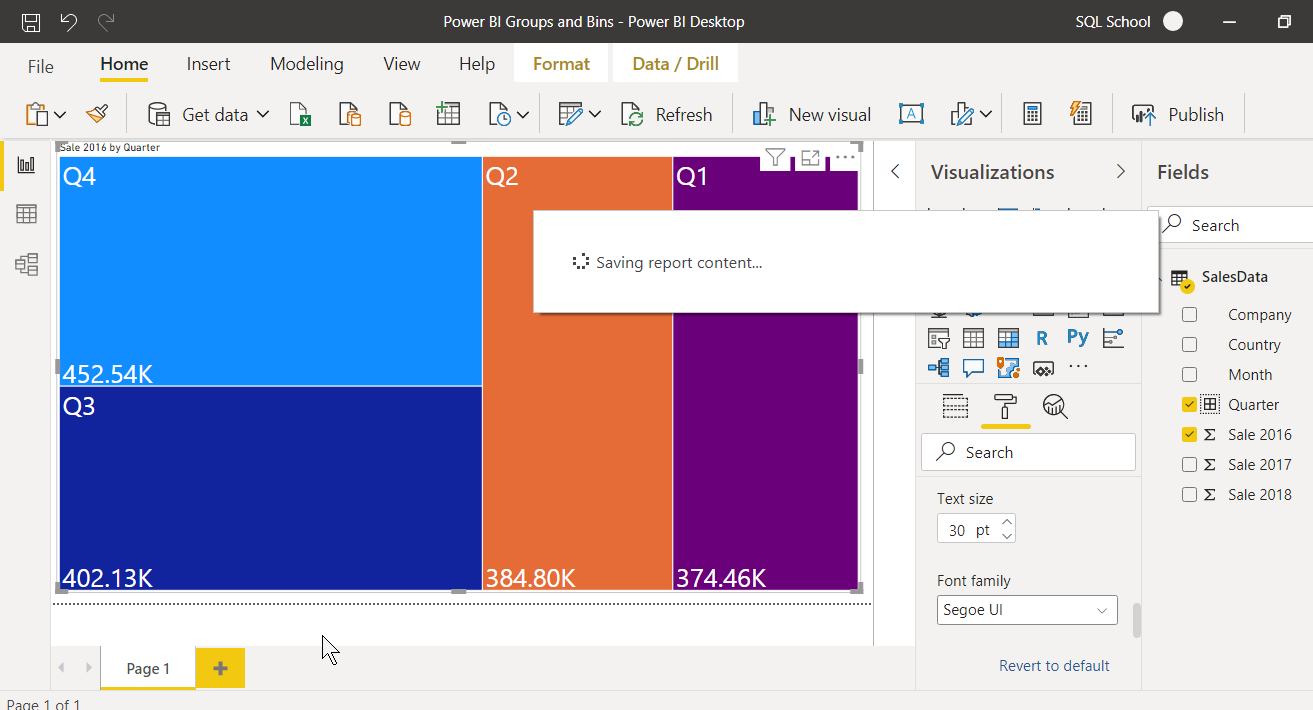 Power BI Groups and Bins - Power BI Desktop
SQL School
File
Home
Insert
Modeling
View
Help
Format
Data / Drill
Get data
Refresh
New visual
Publish
Sale 2016 by Quarter
Q4
452.54K
Q3
402.13K
Q2
384.80K
Q1
374.46K
Saving report content...
Visualizations
R
Py
Search
Text size
30 pt
Font family
Segoe UI
Revert to default
Fields
Search
SalesData
Company
Country
Month
Quarter
Σ Sale 2016
Σ Sale 2017
Σ Sale 2018
Page 1
Page 1 of 1